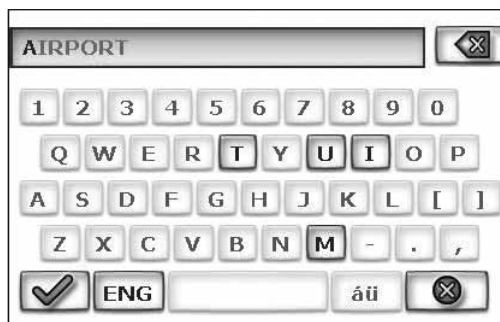 AIRPORT
1 2 3 4 5 6 7 8 9 0
Q W E R T Y U I O P
A S D F G H J K L [ ]
Z X C V B N M - . ,
ENG áü